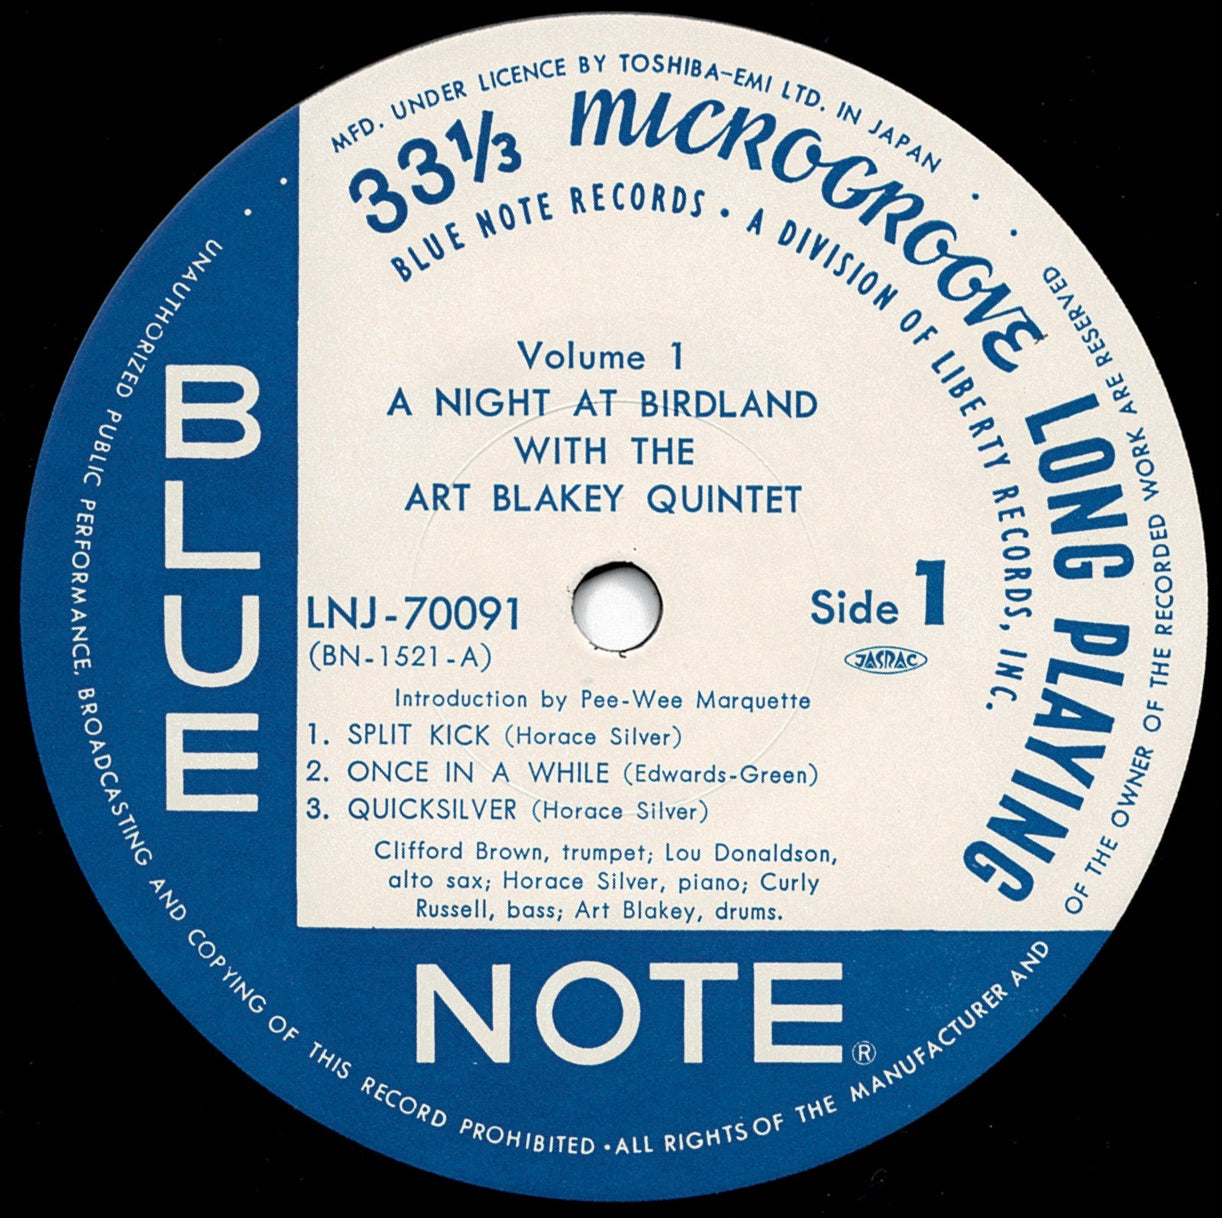 MFD. UNDER LICENCE BY TOSHIBA-EMI LTD. IN JAPAN
33 1/3 MICROGROOVE LONG PLAYING
BLUE NOTE RECORDS • A DIVISION OF LIBERTY RECORDS, INC.
Volume 1
A NIGHT AT BIRDLAND
WITH THE
ART BLAKEY QUINTET
LNJ-70091
(BN-1521-A)
Side 1
JASRAC
Introduction by Pee-Wee Marquette
1. SPLIT KICK (Horace Silver)
2. ONCE IN A WHILE (Edwards-Green)
3. QUICKSILVER (Horace Silver)
Clifford Brown, trumpet; Lou Donaldson,
alto sax; Horace Silver, piano; Curly
Russell, bass; Art Blakey, drums.
BLUE
NOTE®
UNAUTHORIZED PUBLIC PERFORMANCE, BROADCASTING AND COPYING OF THIS RECORD PROHIBITED • ALL RIGHTS OF THE MANUFACTURER AND OF THE OWNER OF THE RECORDED WORK ARE RESERVED